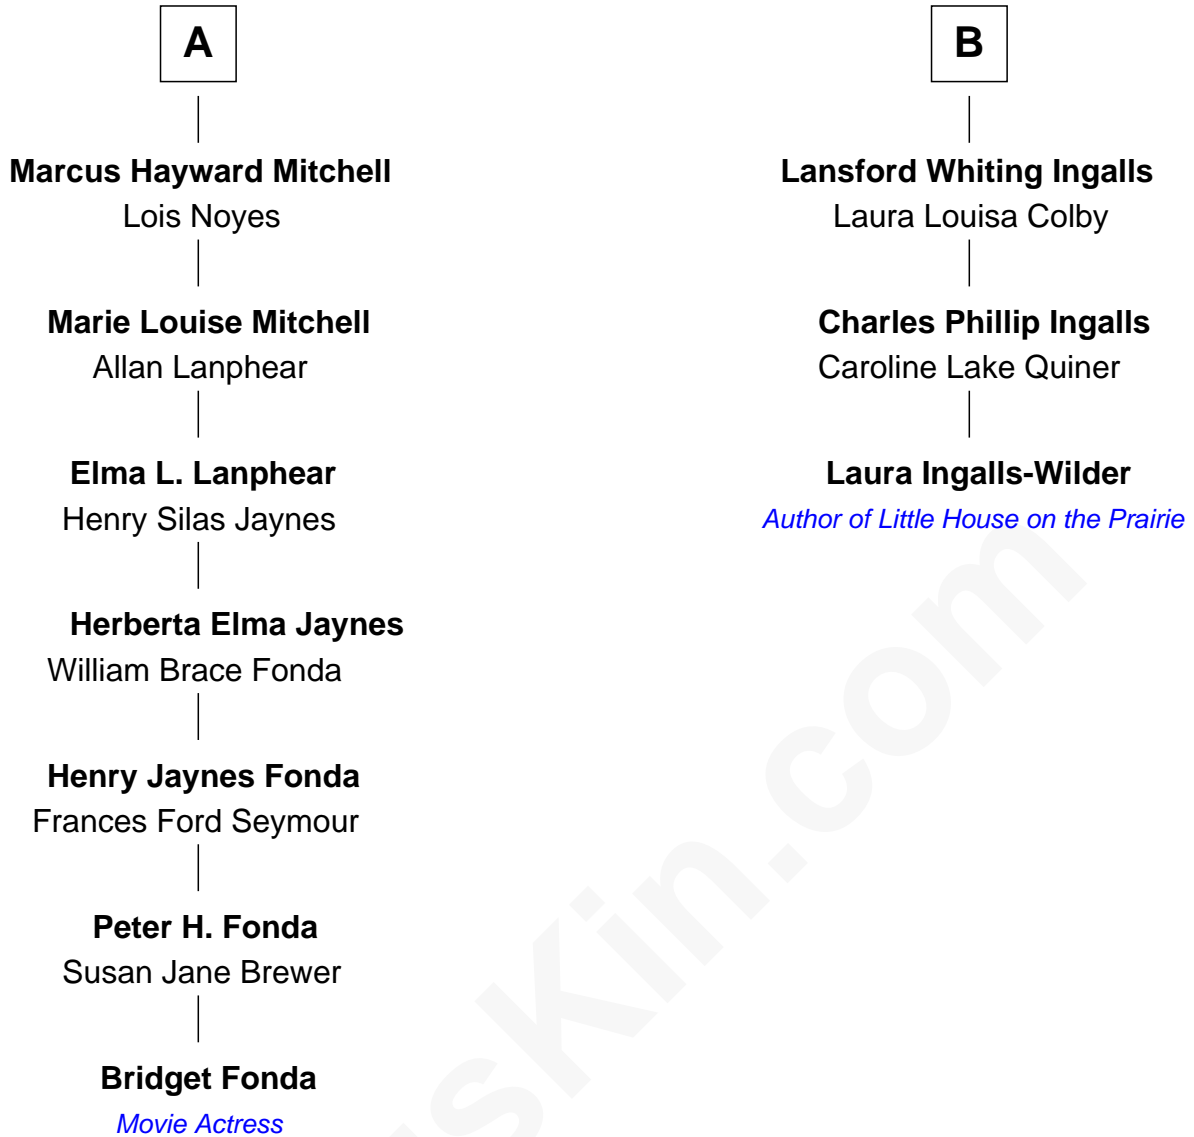 A
Marcus Hayward Mitchell
Lois Noyes
Marie Louise Mitchell
Allan Lanphear
Elma L. Lanphear
Henry Silas Jaynes
Herberta Elma Jaynes
William Brace Fonda
Henry Jaynes Fonda
Frances Ford Seymour
Peter H. Fonda
Susan Jane Brewer
Bridget Fonda
Movie Actress
B
Lansford Whiting Ingalls
Laura Louisa Colby
Charles Phillip Ingalls
Caroline Lake Quiner
Laura Ingalls-Wilder
Author of Little House on the Prairie
sKin.com